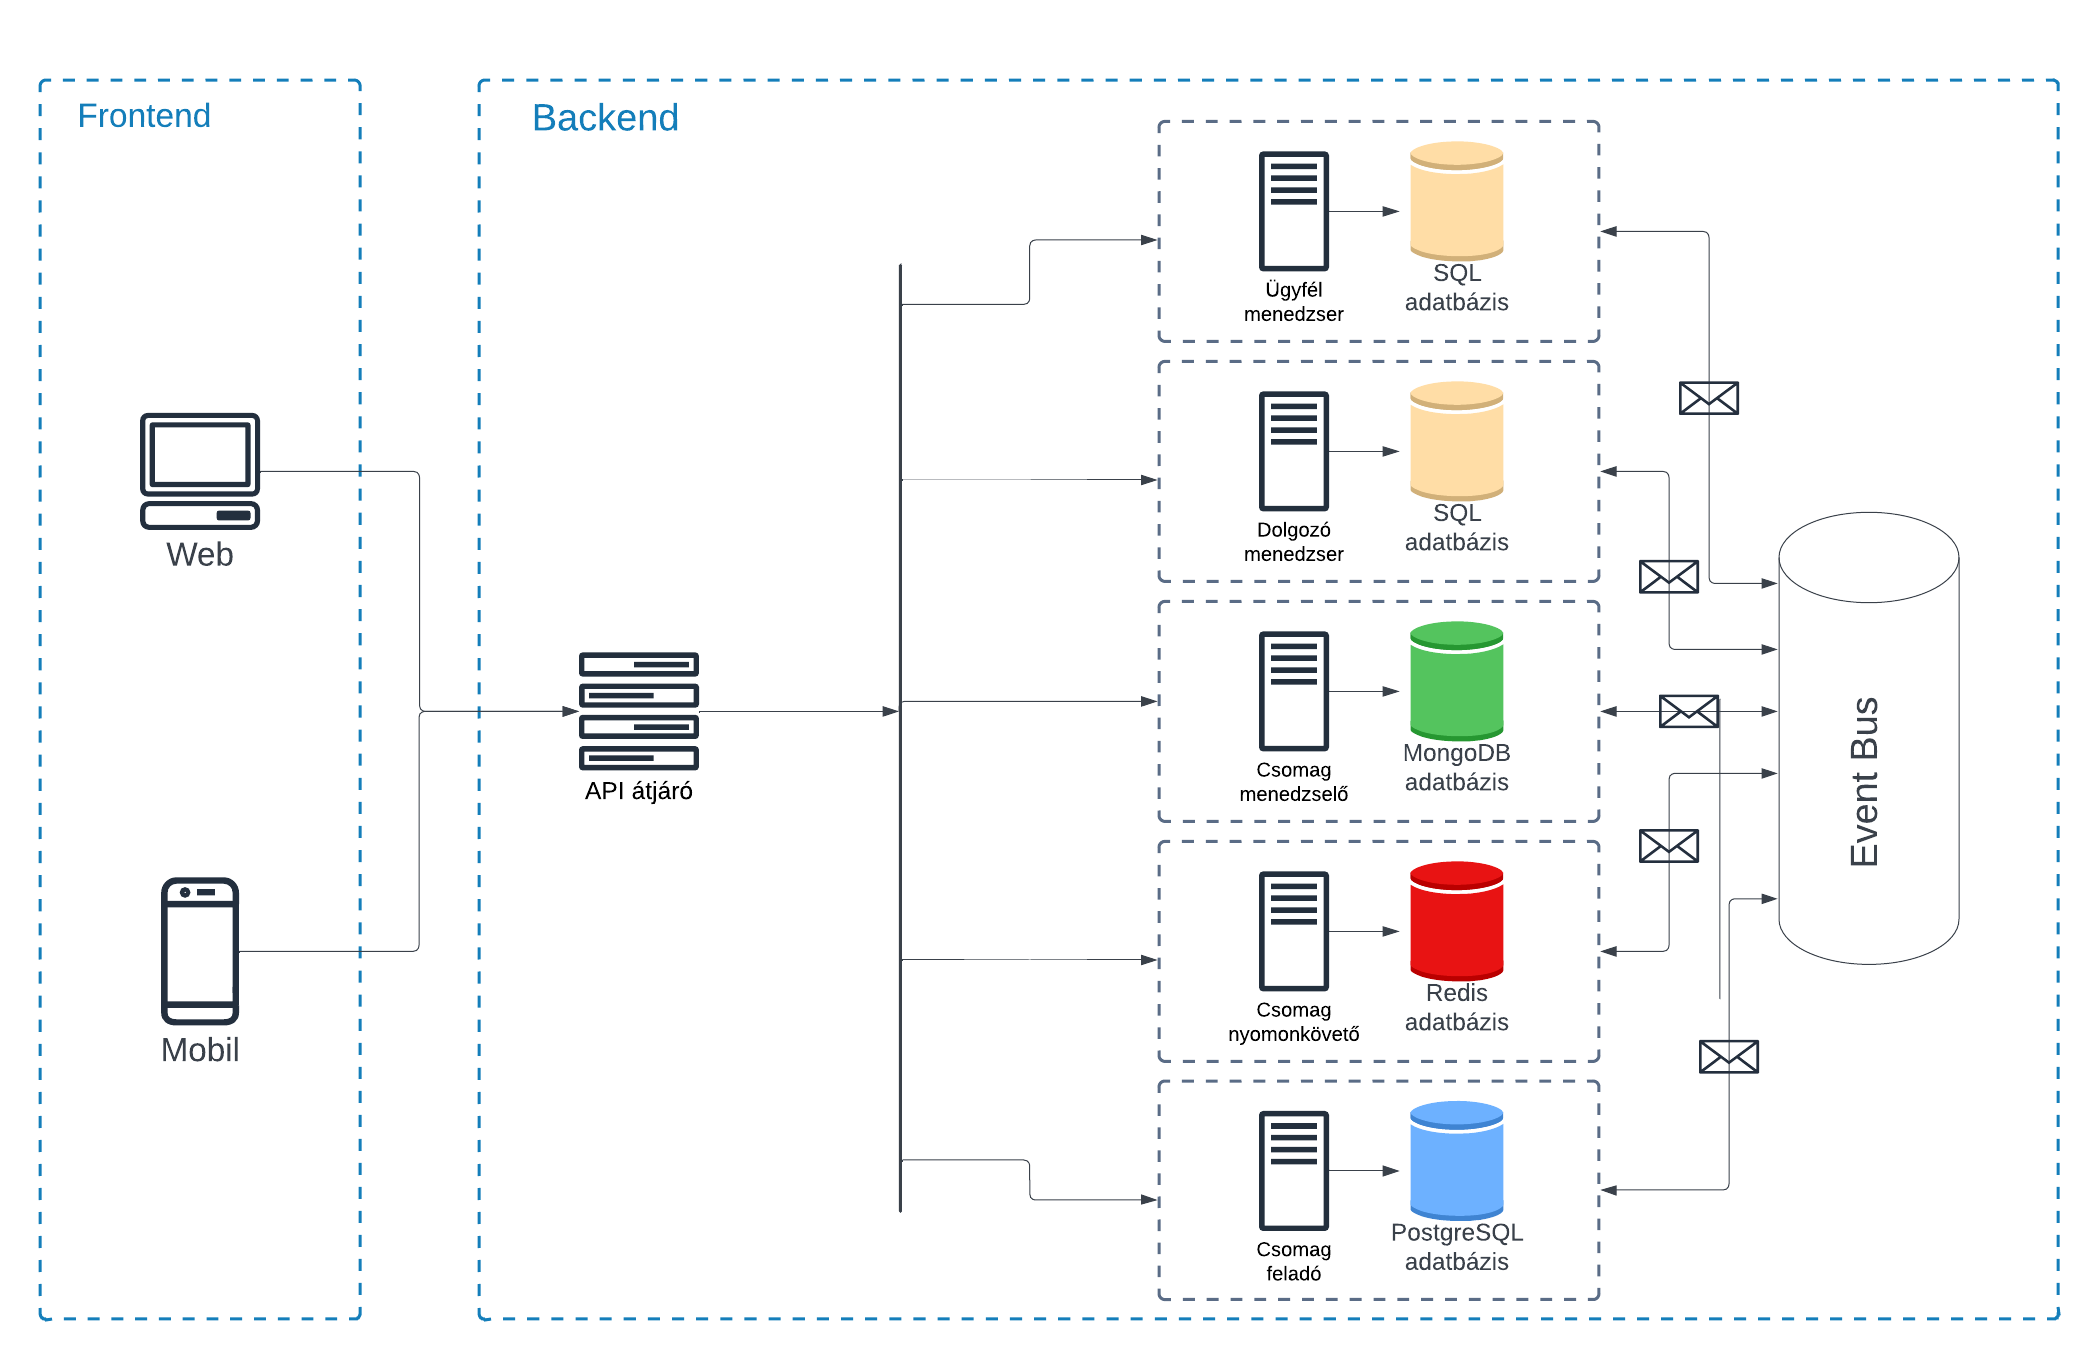 Frontend
Backend
Web
Mobil
API átjáró
Ügyfél
menedzser
SQL
adatbázis
Dolgozó
menedzser
SQL
adatbázis
Csomag
menedzselő
MongoDB
adatbázis
Csomag
nyomonkövető
Redis
adatbázis
Csomag
feladó
PostgreSQL
adatbázis
Event Bus